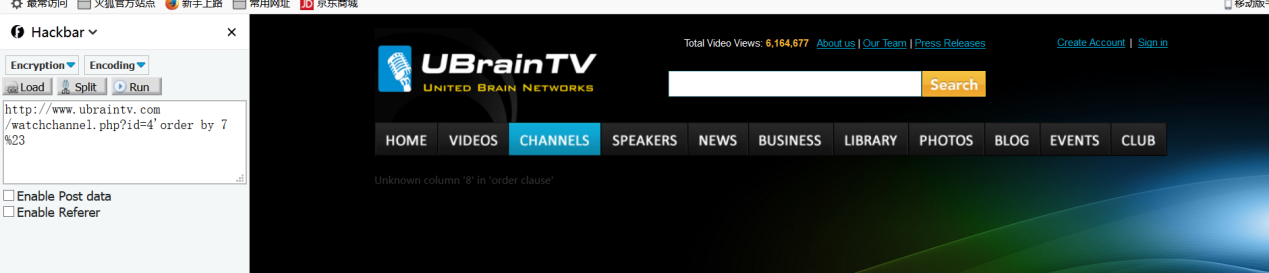 最常访问 火狐官方站点 新手上路 常用网址 JD 京东商城 移动版书
Hackbar
Encryption Encoding
Load Split Run
http://www.ubraintv.com
/watchchannel.php?id=4'order by 7
%23
Enable Post data
Enable Referer
Total Video Views: 6,164,677 About us | Our Team | Press Releases
Create Account | Sign in
UBrainTV
United Brain Networks
Search
HOME VIDEOS CHANNELS SPEAKERS NEWS BUSINESS LIBRARY PHOTOS BLOG EVENTS CLUB
Unknown column '8' in 'order clause'